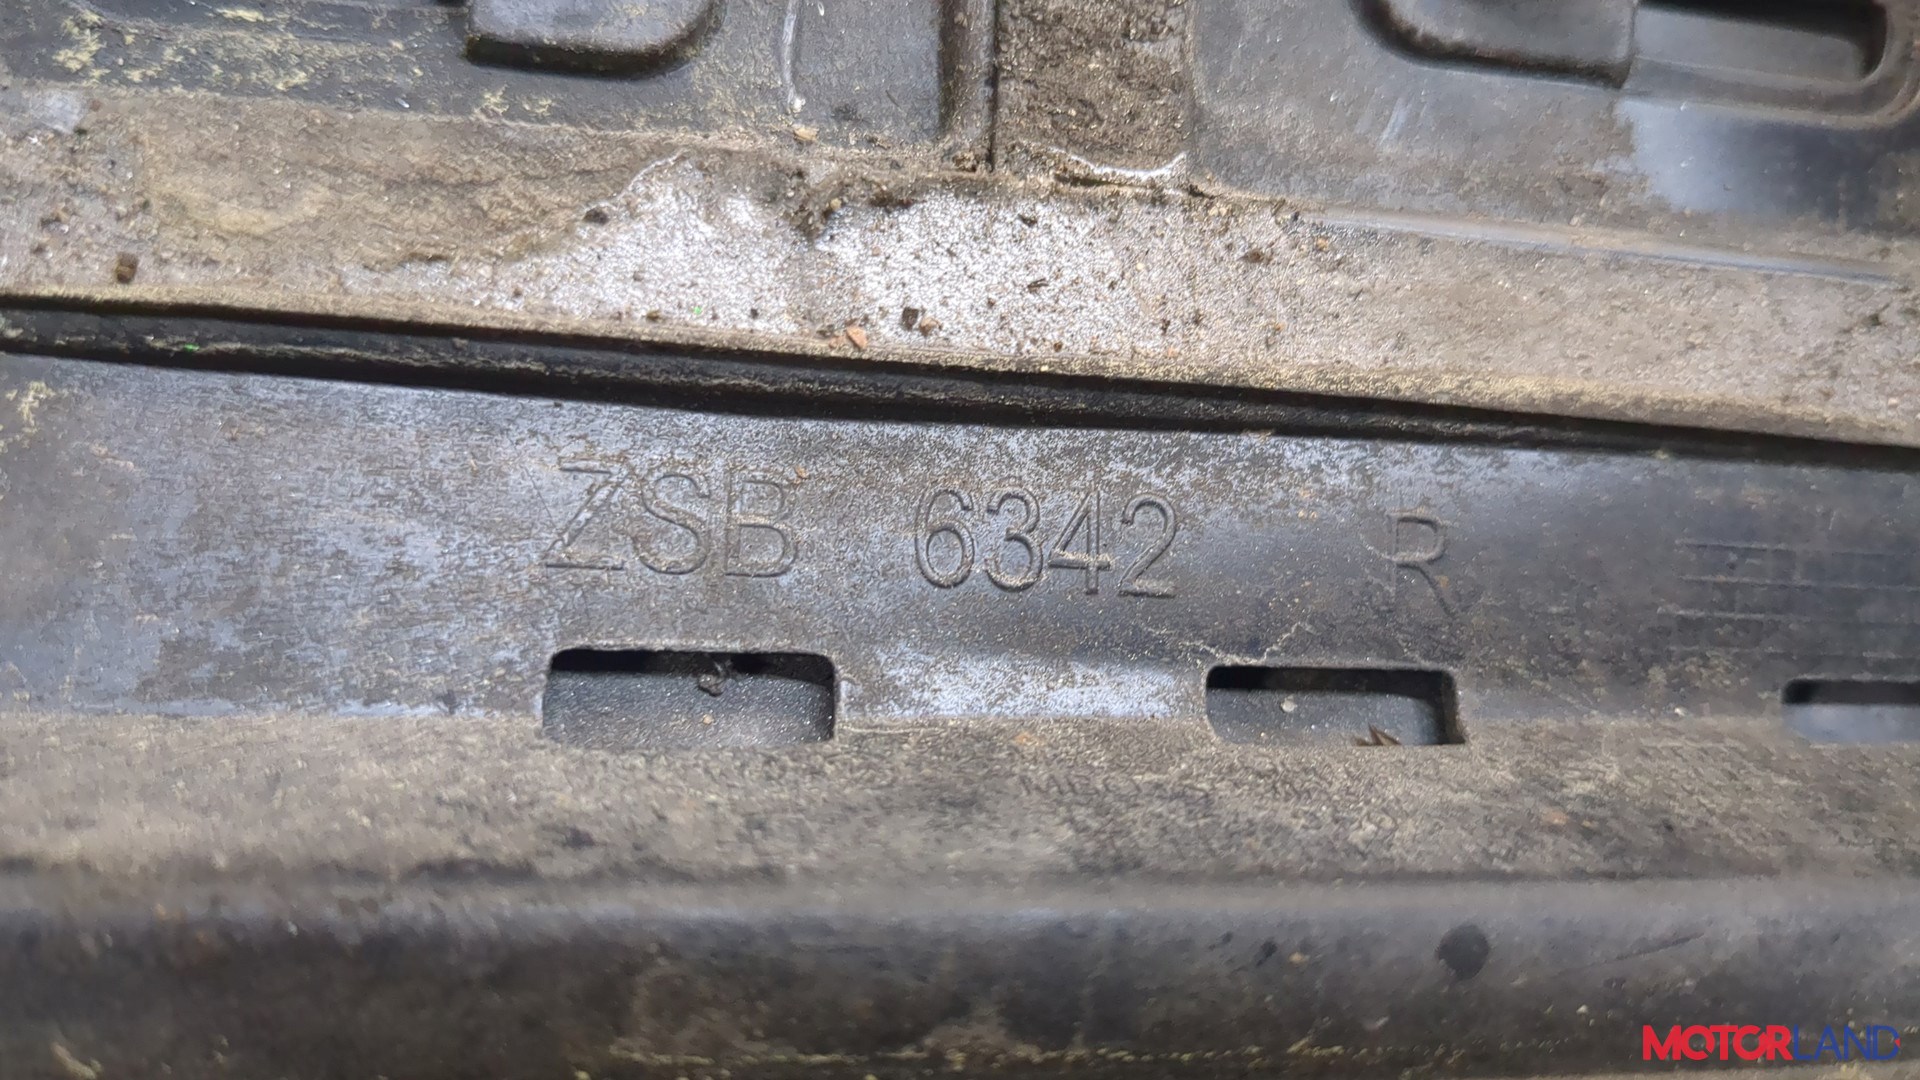 ZSB 6342 R
MOTORLAND